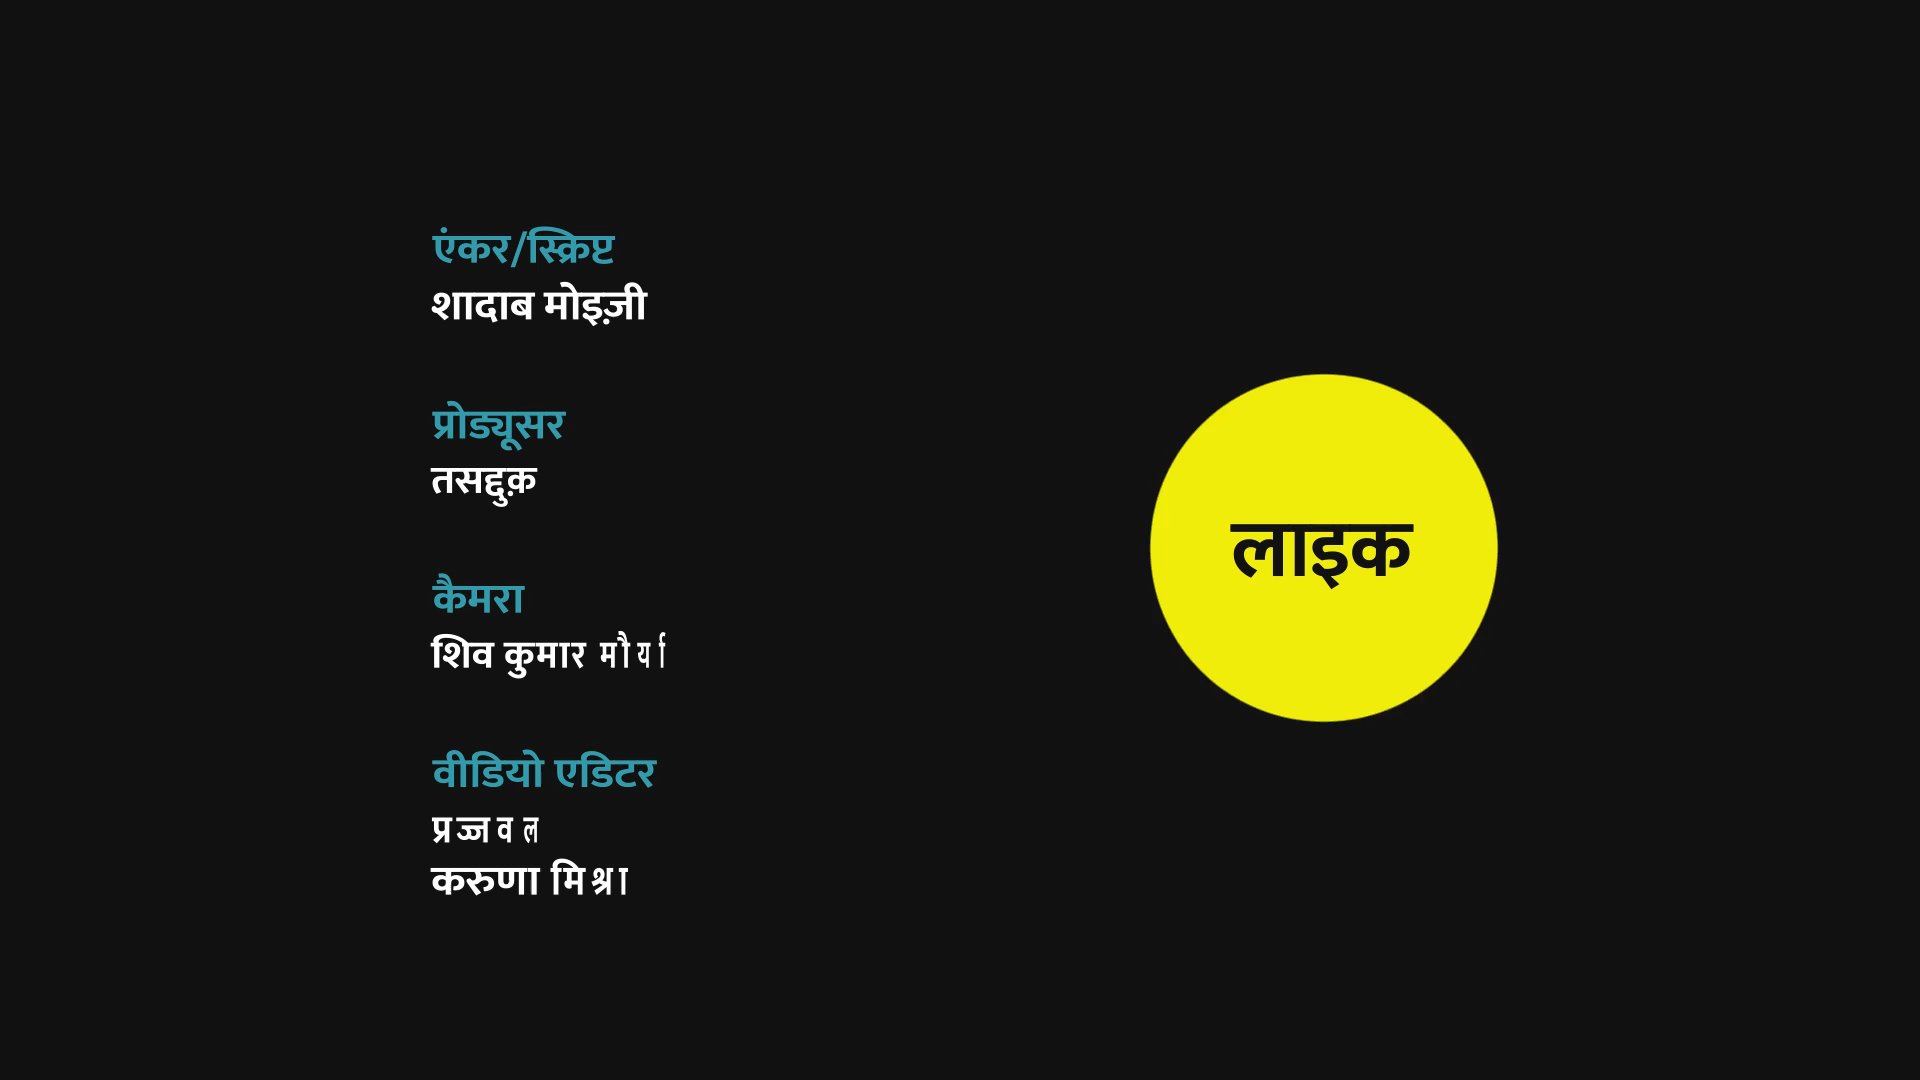 एंकर/स्क्रिप्ट
शादाब मोइज़ी
प्रोड्यूसर
तसद्दुक़
कैमरा
शिव कुमार मौर्या
वीडियो एडिटर
प्रज्जवल
करुणा मिश्रा
लाइक